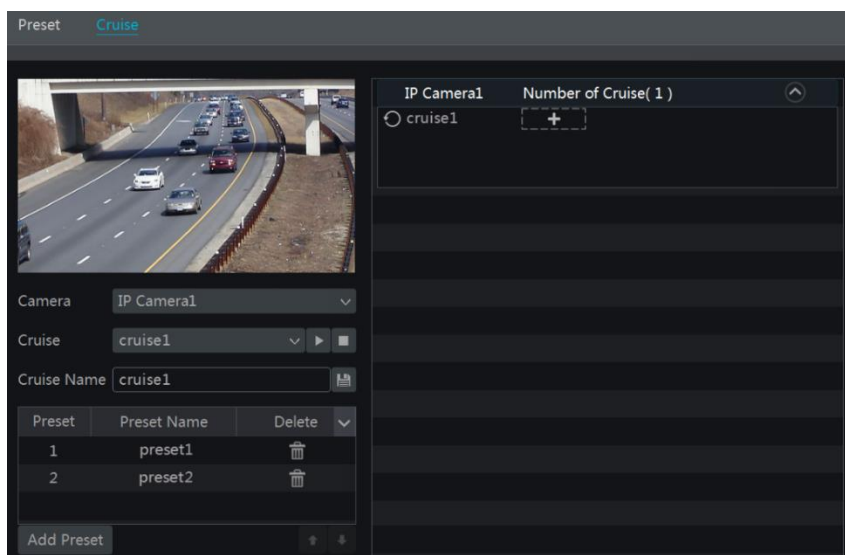 Preset Cruise
IP Camera1 Number of Cruise( 1 )
cruise1
Camera IP Camera1
Cruise cruise1
Cruise Name cruise1
Preset Preset Name Delete
1 preset1
2 preset2
Add Preset